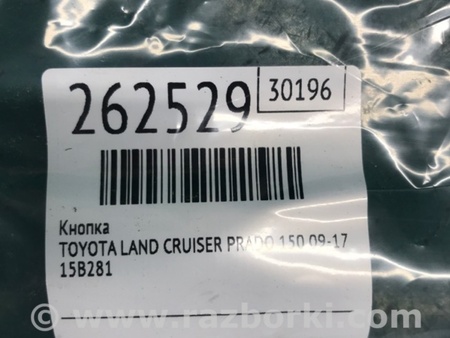 262529
30196
Кнопка
TOYOTA LAND CRUISER PRADO 150 09-17
15B281
© www.razborki.com